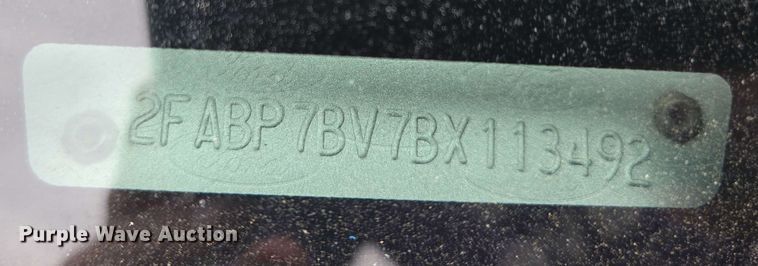 2FABP7BV7BX113492
Purple Wave Auction